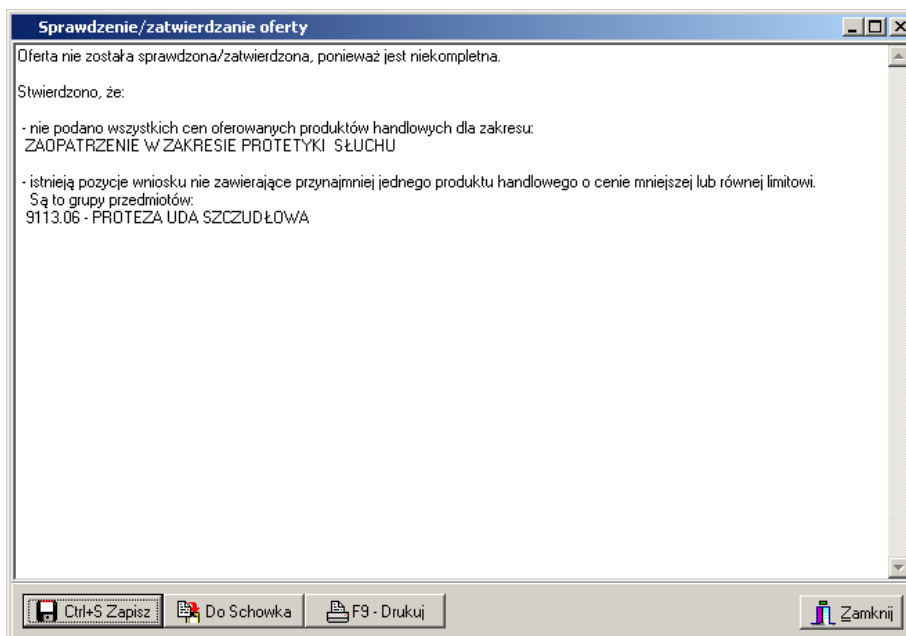 Sprawdzenie/zatwierdzanie oferty
Oferta nie została sprawdzona/zatwierdzona, ponieważ jest niekompletna.
Stwierdzono, że:
- nie podano wszystkich cen oferowanych produktów handlowych dla zakresu:
ZAOPATRZENIE W ZAKRESIE PROTETYKI SŁUCHU
- istnieją pozycje wniosku nie zawierające przynajmniej jednego produktu handlowego o cenie mniejszej lub równej limitowi.
Są to grupy przedmiotów:
9113.06 - PROTEZA UDA SZCZUDŁOWA
Ctrl+S Zapisz Do Schowka F9 - Drukuj Zamknij